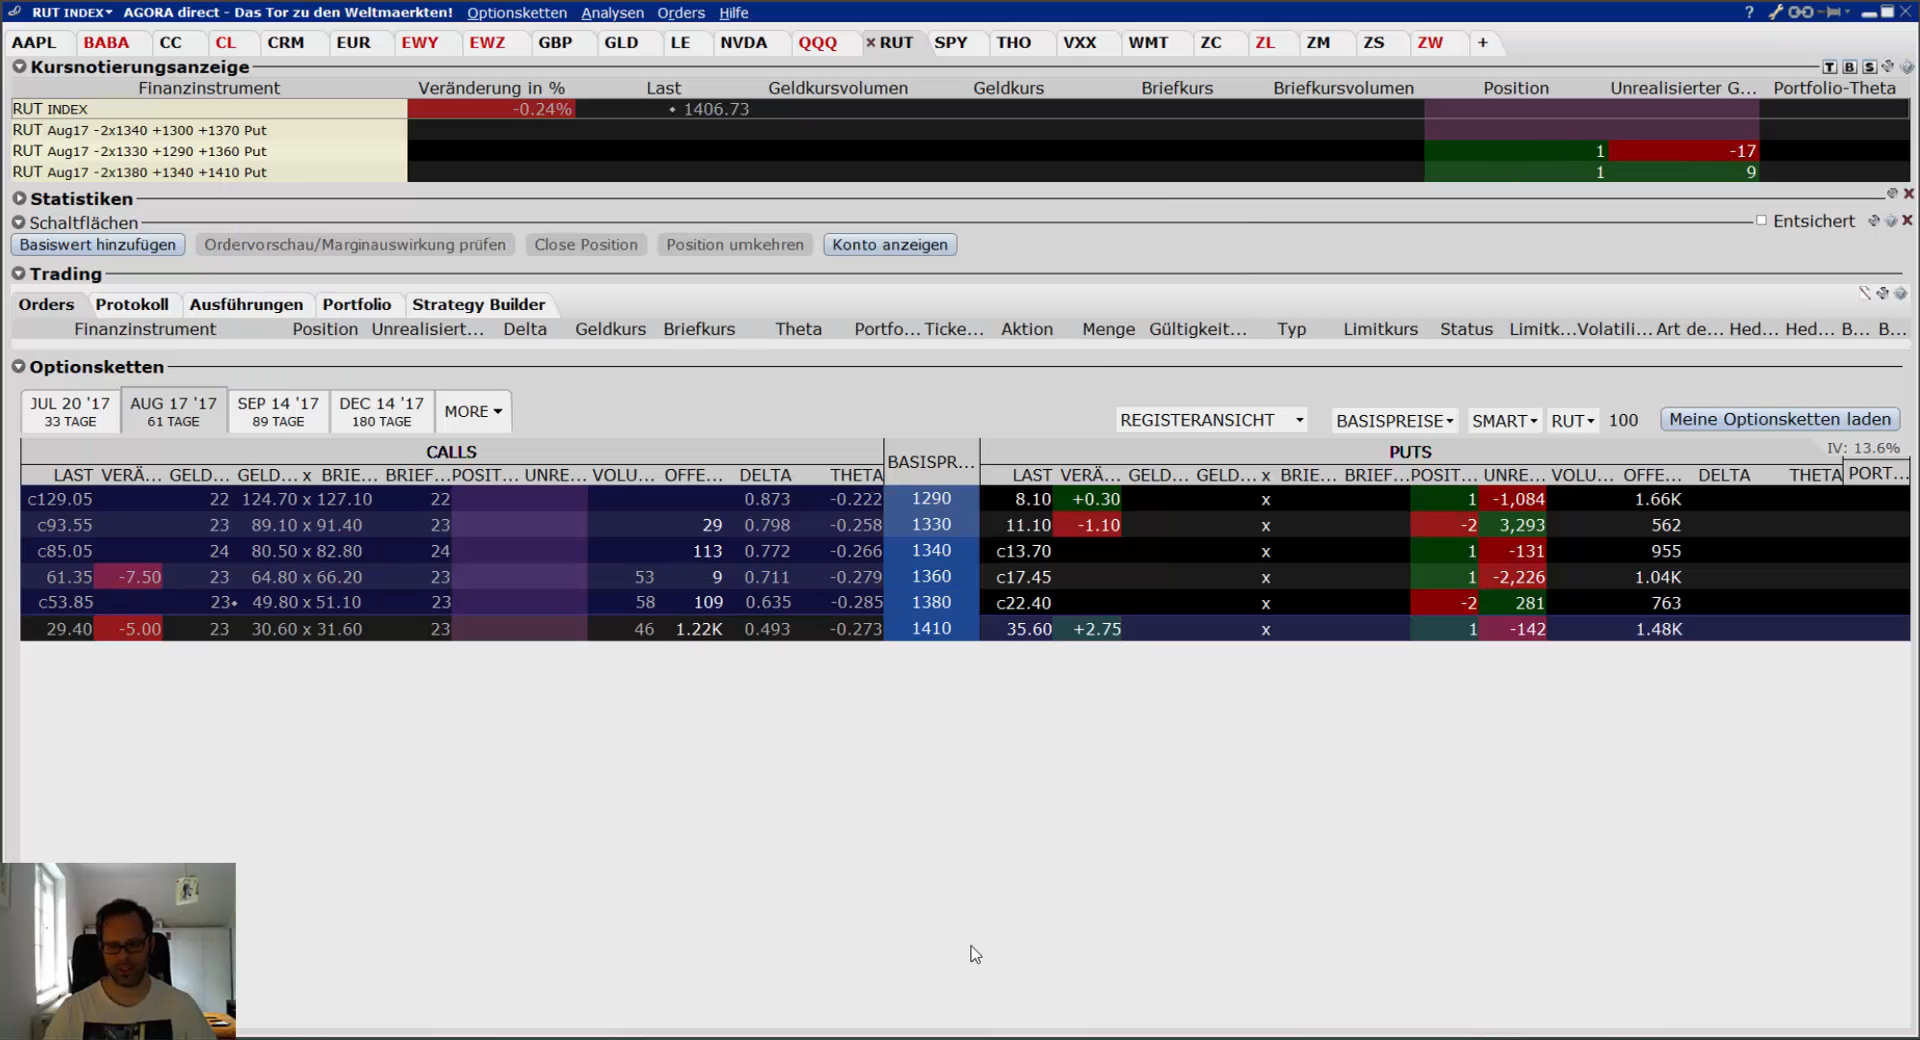 RUT INDEX▾ AGORA direct - Das Tor zu den Weltmaerkten! Optionsketten Analysen Orders Hilfe ?
AAPL BABA CC CL CRM EUR EWY EWZ GBP GLD LE NVDA QQQ × RUT SPY THO VXX WMT ZC ZL ZM ZS ZW +
Kursnotierungsanzeige T B S
Finanzinstrument Veränderung in % Last Geldkursvolumen Geldkurs Briefkurs Briefkursvolumen Position Unrealisierter G... Portfolio-Theta
RUT INDEX -0.24% 1406.73
RUT Aug17 -2x1340 +1300 +1370 Put
RUT Aug17 -2x1330 +1290 +1360 Put 1 -17
RUT Aug17 -2x1380 +1340 +1410 Put 1 9
Statistiken
Schaltflächen Entsichert
Basiswert hinzufügen Ordervorschau/Marginauswirkung prüfen Close Position Position umkehren Konto anzeigen
Trading
Orders Protokoll Ausführungen Portfolio Strategy Builder
Finanzinstrument Position Unrealisiert... Delta Geldkurs Briefkurs Theta Portfo... Ticke... Aktion Menge Gültigkeit... Typ Limitkurs Status Limitk... Volatili... Art de... Hed... Hed... B... B...
Optionsketten
JUL 20 '17 AUG 17 '17 SEP 14 '17 DEC 14 '17 MORE▾
33 TAGE 61 TAGE 89 TAGE 180 TAGE
REGISTERANSICHT BASISPREISE▾ SMART▾ RUT▾ 100 Meine Optionsketten laden
CALLS BASISPR... PUTS IV: 13.6%
LAST VERÄ... GELD... GELD... x BRIE... BRIEF... POSIT... UNRE... VOLU... OFFE... DELTA THETA LAST VERÄ... GELD... GELD... x BRIE... BRIEF... POSIT... UNRE... VOLU... OFFE... DELTA THETA PORT...
c129.05 22 124.70 x 127.10 22 0.873 -0.222 1290 8.10 +0.30 x 1 -1,084 1.66K
c93.55 23 89.10 x 91.40 23 29 0.798 -0.258 1330 11.10 -1.10 x -2 3,293 562
c85.05 24 80.50 x 82.80 24 113 0.772 -0.266 1340 c13.70 x 1 -131 955
61.35 -7.50 23 64.80 x 66.20 23 53 9 0.711 -0.279 1360 c17.45 x 1 -2,226 1.04K
c53.85 23 49.80 x 51.10 23 58 109 0.635 -0.285 1380 c22.40 x -2 281 763
29.40 -5.00 23 30.60 x 31.60 23 46 1.22K 0.493 -0.273 1410 35.60 +2.75 x 1 -142 1.48K